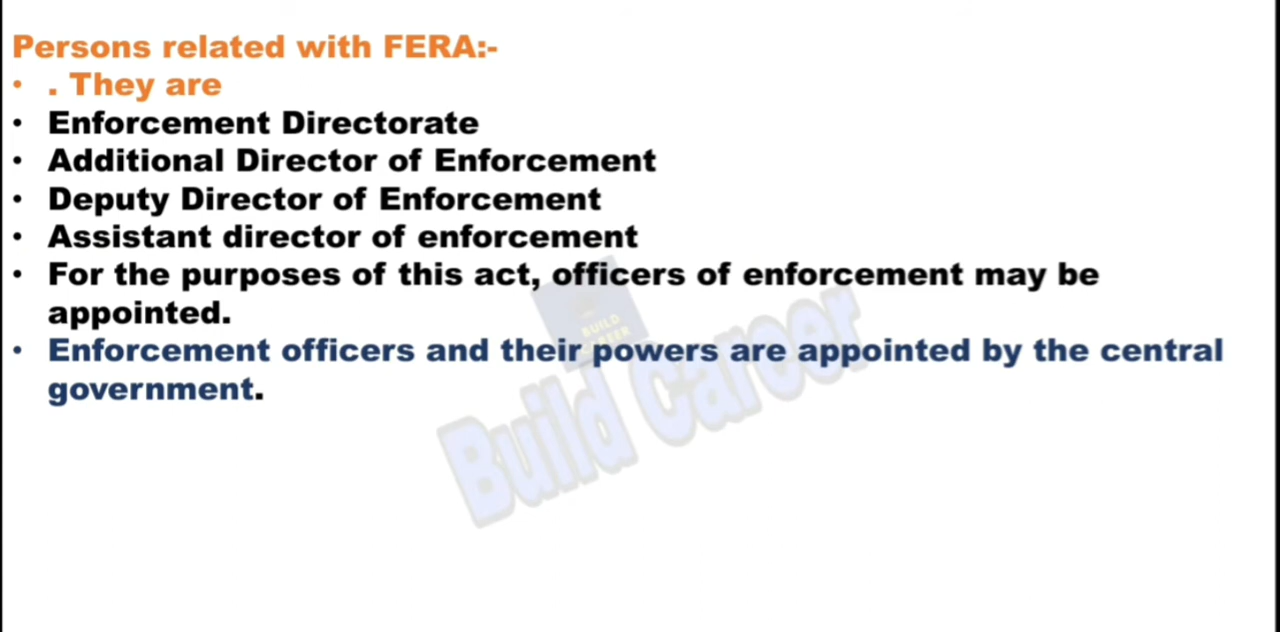 Persons related with FERA:-
• . They are
• Enforcement Directorate
• Additional Director of Enforcement
• Deputy Director of Enforcement
• Assistant director of enforcement
• For the purposes of this act, officers of enforcement may be
appointed.
• Enforcement officers and their powers are appointed by the central
government.
BUILD
CAREER
Build Career